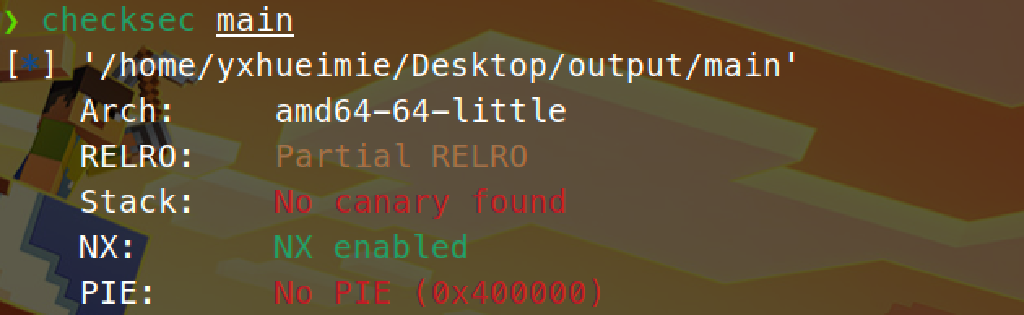 ❯ checksec main
[*] '/home/yxhueimie/Desktop/output/main'
Arch: amd64-64-little
RELRO: Partial RELRO
Stack: No canary found
NX: NX enabled
PIE: No PIE (0x400000)